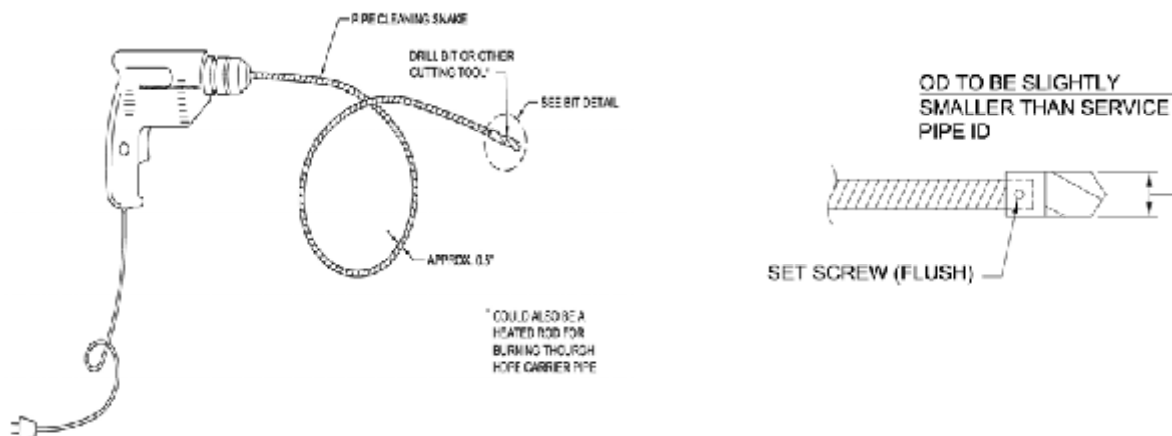 PIPE CLEANING SNAKE
DRILL BIT OR OTHER
CUTTING TOOL*
SEE BIT DETAIL
APPROX. 0.5"
* COULD ALSO BE A
HEATED ROD FOR
BURNING THOURGH
HDPE CARRIER PIPE
OD TO BE SLIGHTLY
SMALLER THAN SERVICE
PIPE ID
SET SCREW (FLUSH)